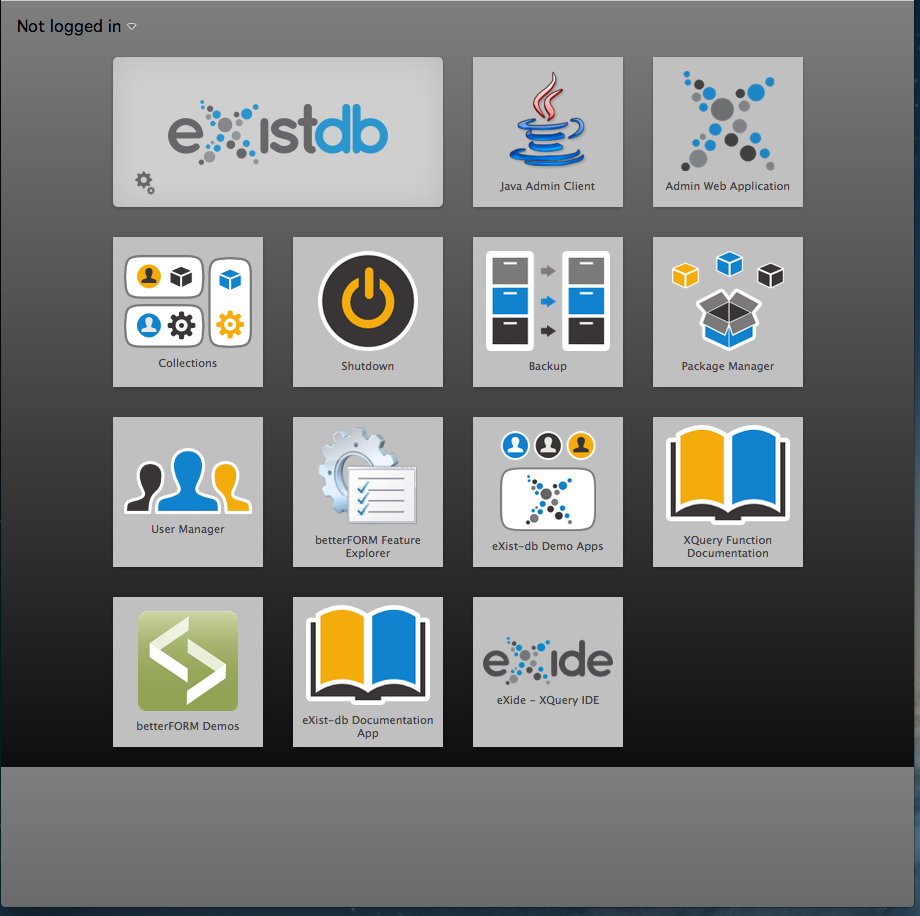 Not logged in
eXistdb
Java Admin Client
Admin Web Application
Collections
Shutdown
Backup
Package Manager
User Manager
betterFORM Feature
Explorer
eXist-db Demo Apps
XQuery Function
Documentation
betterFORM Demos
eXist-db Documentation
App
eXide
eXide – XQuery IDE